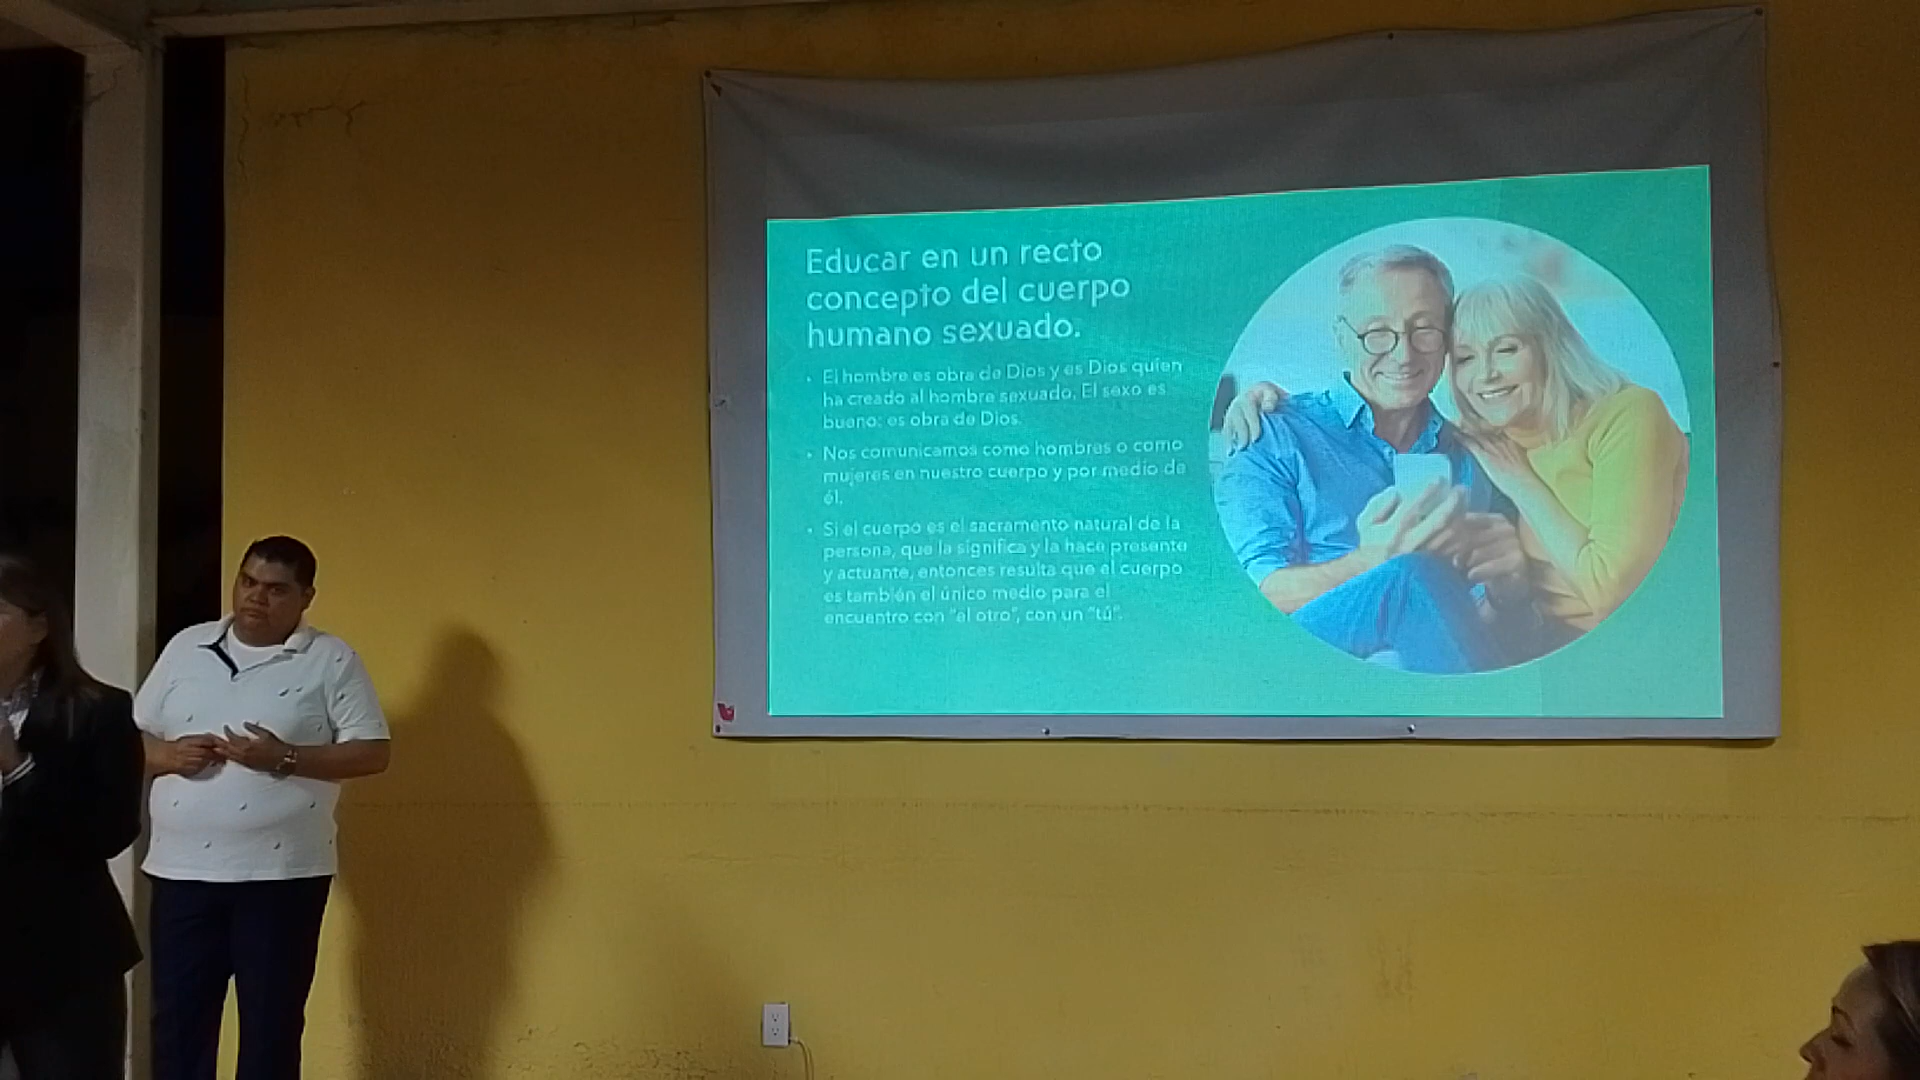 Educar en un recto
concepto del cuerpo
humano sexuado.
• El hombre es obra de Dios y es Dios quien
ha creado al hombre sexuado. El sexo es
bueno: es obra de Dios.
• Nos comunicamos como hombres o como
mujeres en nuestro cuerpo y por medio de
él.
• Si el cuerpo es el sacramento natural de la
persona, que la significa y la hace presente
y actuante, entonces resulta que el cuerpo
es también el único medio para el
encuentro con "el otro", con un "tú".